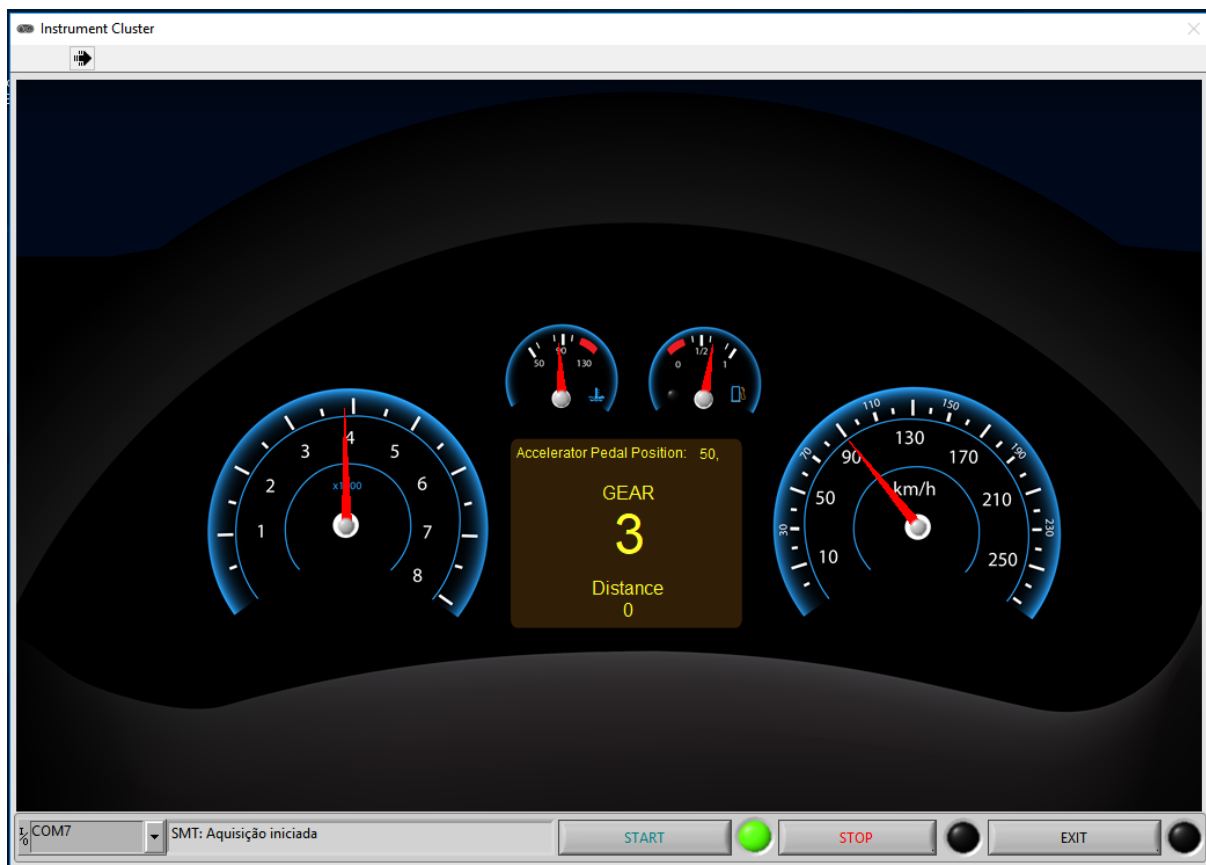 Instrument Cluster
50
90
130
0
1/2
1
1
2
3
4
5
6
7
8
x1000
Accelerator Pedal Position: 50,
GEAR
3
Distance
0
10
30
50
70
90
110
130
150
170
190
210
230
250
km/h
I/O
COM7
SMT: Aquisição iniciada
START
STOP
EXIT